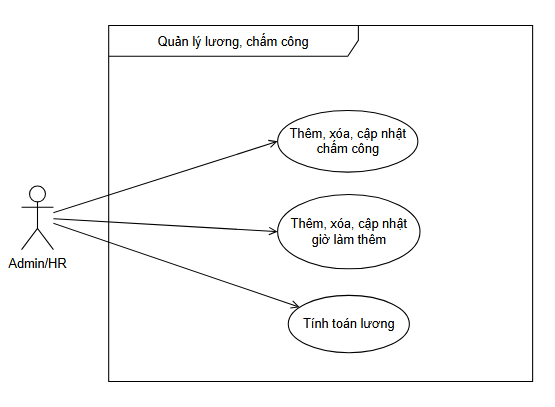 Quản lý lương, chấm công
Thêm, xóa, cập nhật
chấm công
Thêm, xóa, cập nhật
giờ làm thêm
Admin/HR
Tính toán lương